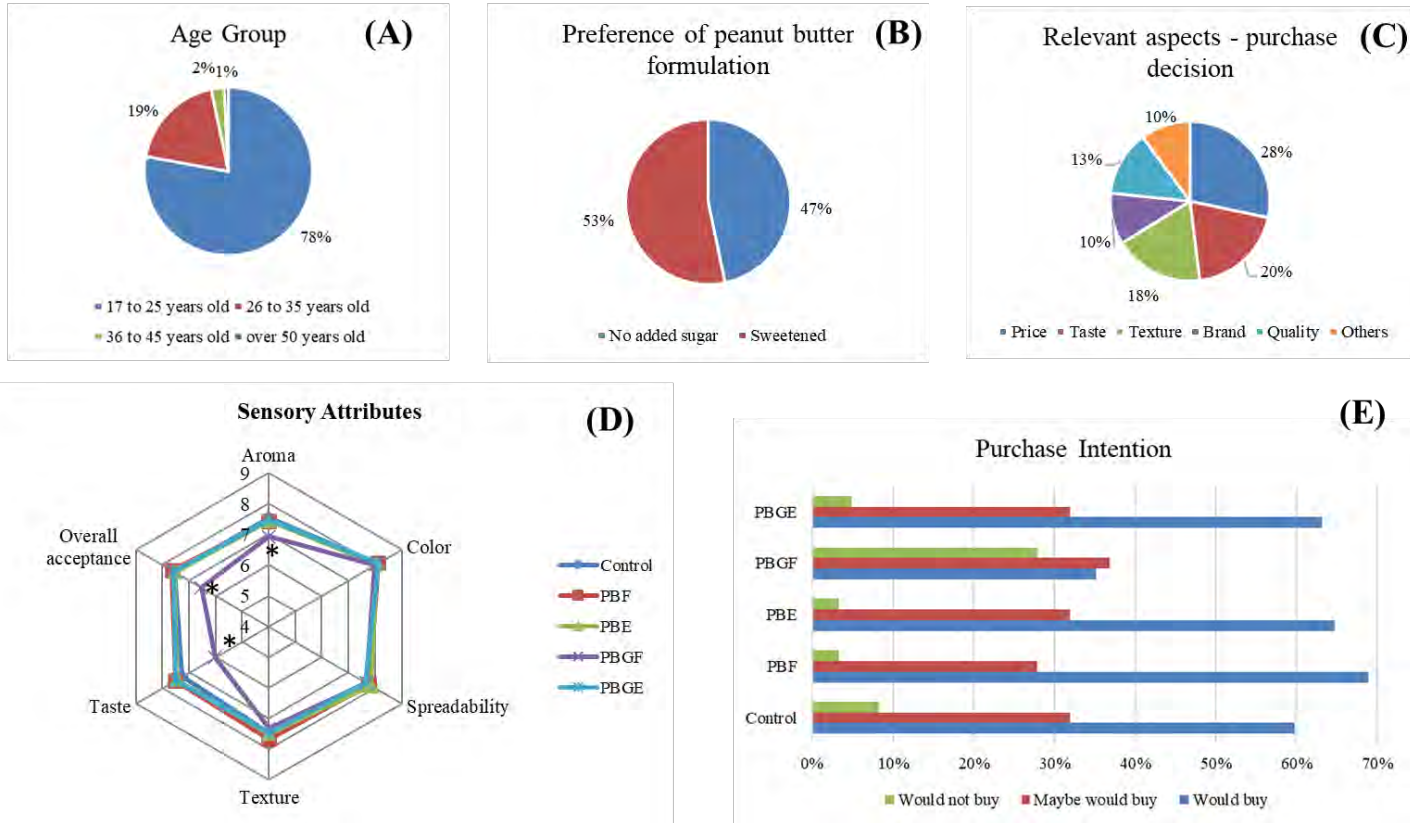 Age Group
(A)
2%
1%
19%
78%
17 to 25 years old
26 to 35 years old
36 to 45 years old
over 50 years old
Preference of peanut butter
formulation
(B)
53%
47%
No added sugar
Sweetened
Relevant aspects - purchase
decision
(C)
10%
28%
13%
10%
20%
18%
Price
Taste
Texture
Brand
Quality
Others
Sensory Attributes
(D)
Aroma
9
8
7
6
5
4
*
*
*
Overall
acceptance
Color
Taste
Spreadability
Texture
Control
PBF
PBE
PBGF
PBGE
(E)
Purchase Intention
PBGE
PBGF
PBE
PBF
Control
0%
10%
20%
30%
40%
50%
60%
70%
Would not buy
Maybe would buy
Would buy